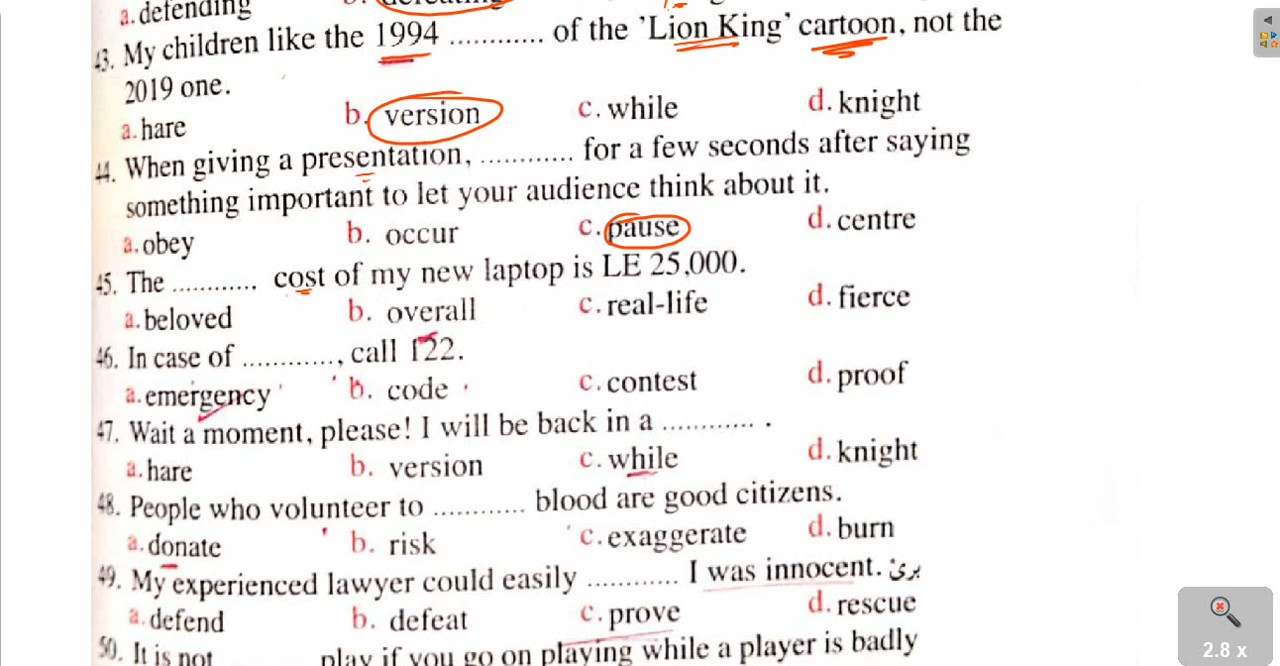 a. defending
43. My children like the 1994 ............ of the 'Lion King' cartoon, not the
2019 one.
a. hare b. version c. while d. knight
44. When giving a presentation, ............ for a few seconds after saying
something important to let your audience think about it.
a. obey b. occur c. pause d. centre
45. The ............ cost of my new laptop is LE 25,000.
a. beloved b. overall c. real-life d. fierce
46. In case of ............, call 122.
a. emergency b. code c. contest d. proof
47. Wait a moment, please! I will be back in a ............ .
a. hare b. version c. while d. knight
48. People who volunteer to ............ blood are good citizens.
a. donate b. risk c. exaggerate d. burn
49. My experienced lawyer could easily ............ I was innocent. برئ
a. defend b. defeat c. prove d. rescue
50. It is not play if you go on playing while a player is badly
2.8 x